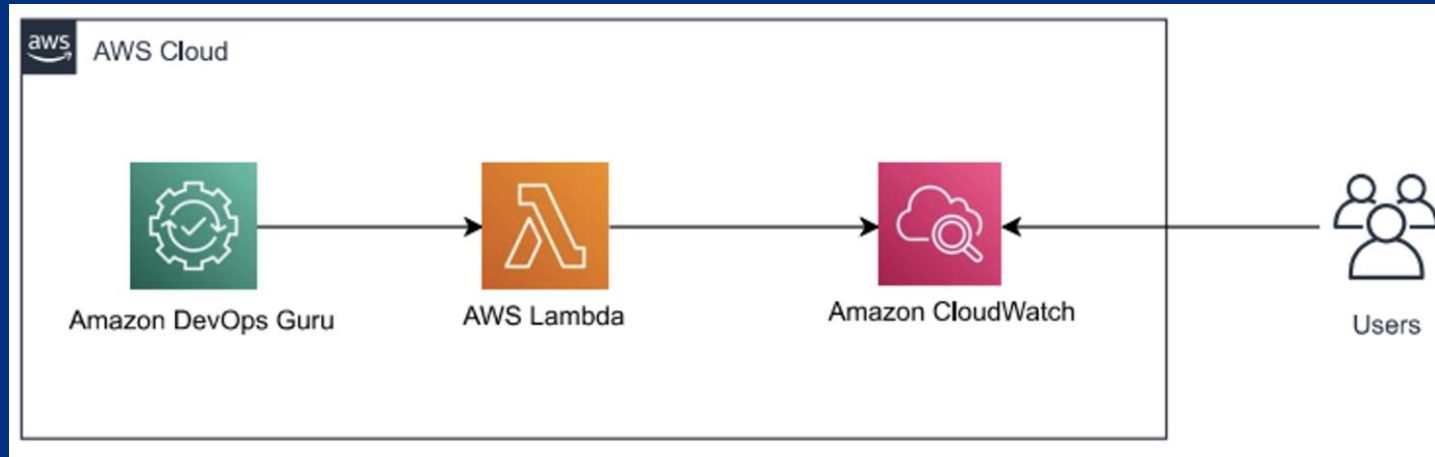 aws
AWS Cloud
Amazon DevOps Guru
AWS Lambda
Amazon CloudWatch
Users